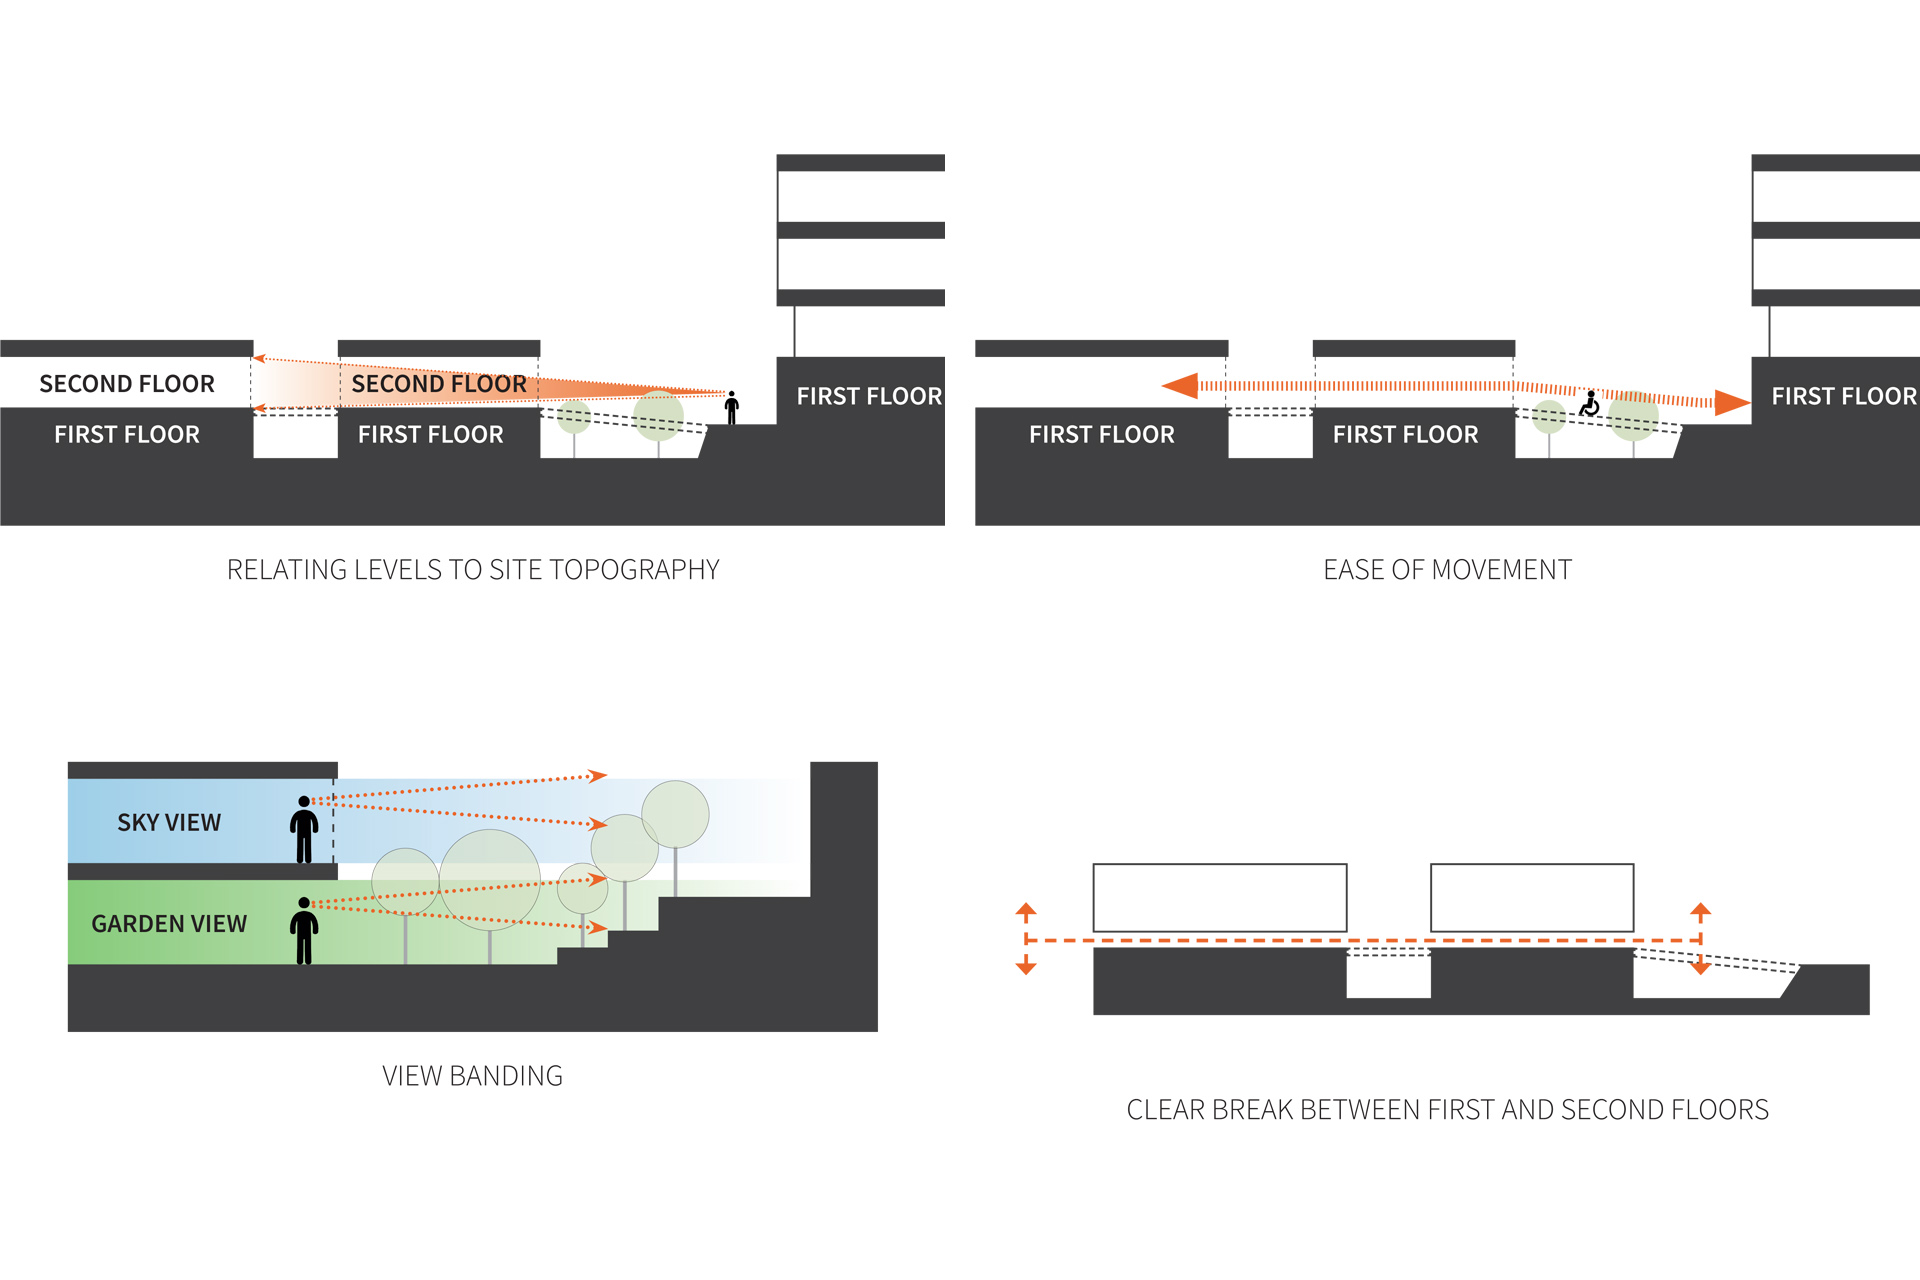 SECOND FLOOR
SECOND FLOOR
FIRST FLOOR
FIRST FLOOR
FIRST FLOOR
RELATING LEVELS TO SITE TOPOGRAPHY
FIRST FLOOR
FIRST FLOOR
FIRST FLOOR
EASE OF MOVEMENT
SKY VIEW
GARDEN VIEW
VIEW BANDING
CLEAR BREAK BETWEEN FIRST AND SECOND FLOORS